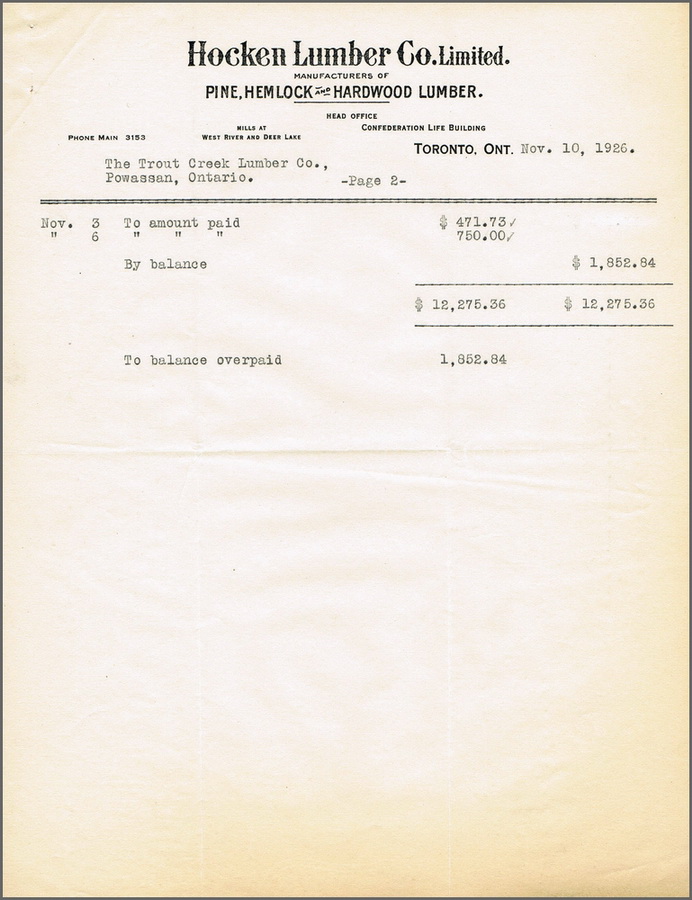 Hocken Lumber Co. Limited.
MANUFACTURERS OF
PINE, HEMLOCK AND HARDWOOD LUMBER.
HEAD OFFICE
MILLS AT CONFEDERATION LIFE BUILDING
PHONE MAIN 3153 WEST RIVER AND DEER LAKE
TORONTO, ONT. Nov. 10, 1926.
The Trout Creek Lumber Co.,
Powassan, Ontario. -Page 2-
Nov. 3 To amount paid $ 471.73✓
" 6 " " " 750.00✓
By balance $ 1,852.84
$ 12,275.36 $ 12,275.36
To balance overpaid 1,852.84